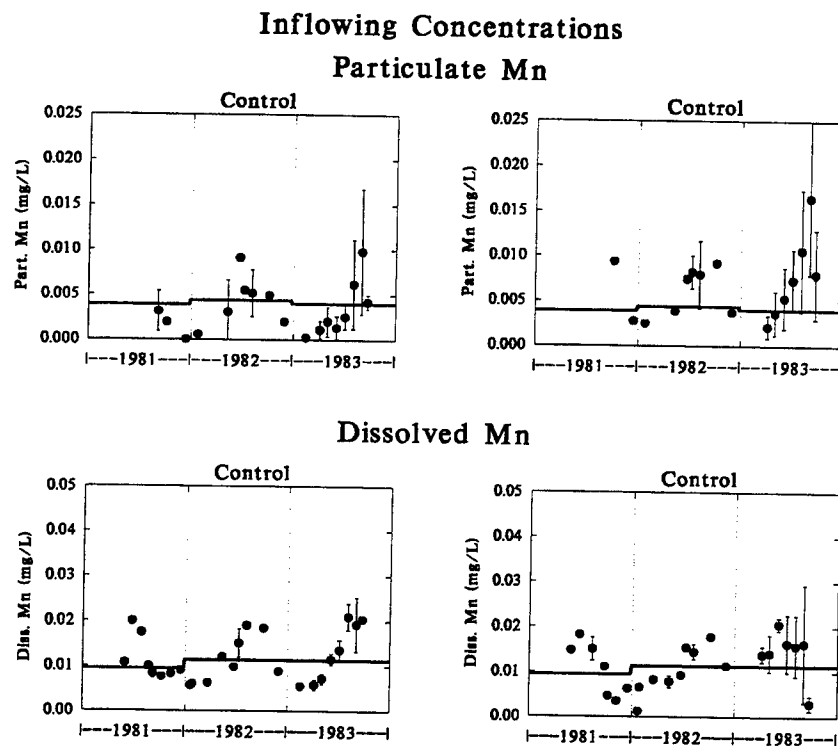 Inflowing Concentrations
Particulate Mn
Control
Part. Mn (mg/L)
0.025
0.020
0.015
0.010
0.005
0.000
|----1981----|----1982----|----1983----|
Control
Part. Mn (mg/L)
0.025
0.020
0.015
0.010
0.005
0.000
|----1981----|----1982----|----1983----|
Dissolved Mn
Control
Diss. Mn (mg/L)
0.05
0.04
0.03
0.02
0.01
0.00
|----1981----|----1982----|----1983----|
Control
Diss. Mn (mg/L)
0.05
0.04
0.03
0.02
0.01
0.00
|----1981----|----1982----|----1983----|